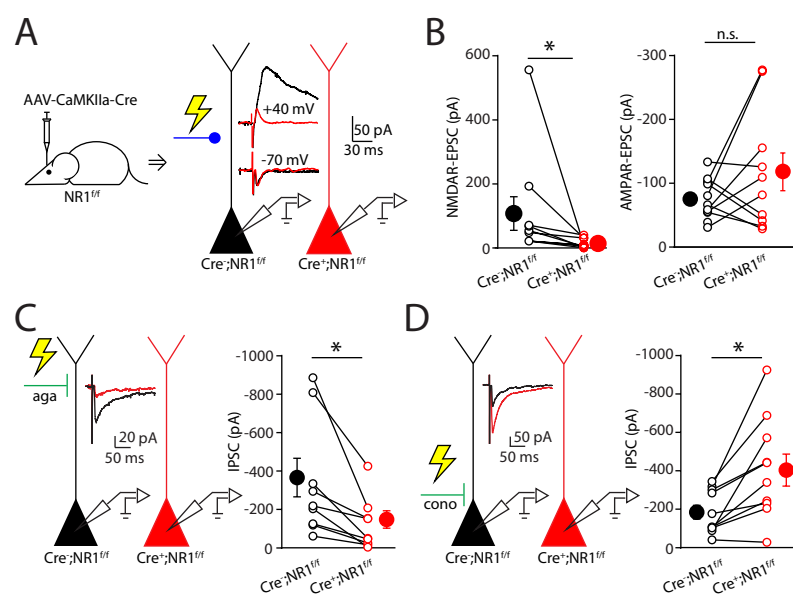 A
AAV-CaMKIIa-Cre
NR1f/f
+40 mV
-70 mV
50 pA
30 ms
Cre-;NR1f/f
Cre+;NR1f/f
B
*
NMDAR-EPSC (pA)
600
400
200
0
Cre-;NR1f/f
Cre+;NR1f/f
n.s.
AMPAR-EPSC (pA)
-300
-200
-100
0
Cre-;NR1f/f
Cre+;NR1f/f
C
aga
20 pA
50 ms
Cre-;NR1f/f
Cre+;NR1f/f
*
IPSC (pA)
-1000
-800
-600
-400
-200
0
Cre-;NR1f/f
Cre+;NR1f/f
D
cono
50 pA
50 ms
Cre-;NR1f/f
Cre+;NR1f/f
*
IPSC (pA)
-1000
-800
-600
-400
-200
0
Cre-;NR1f/f
Cre+;NR1f/f